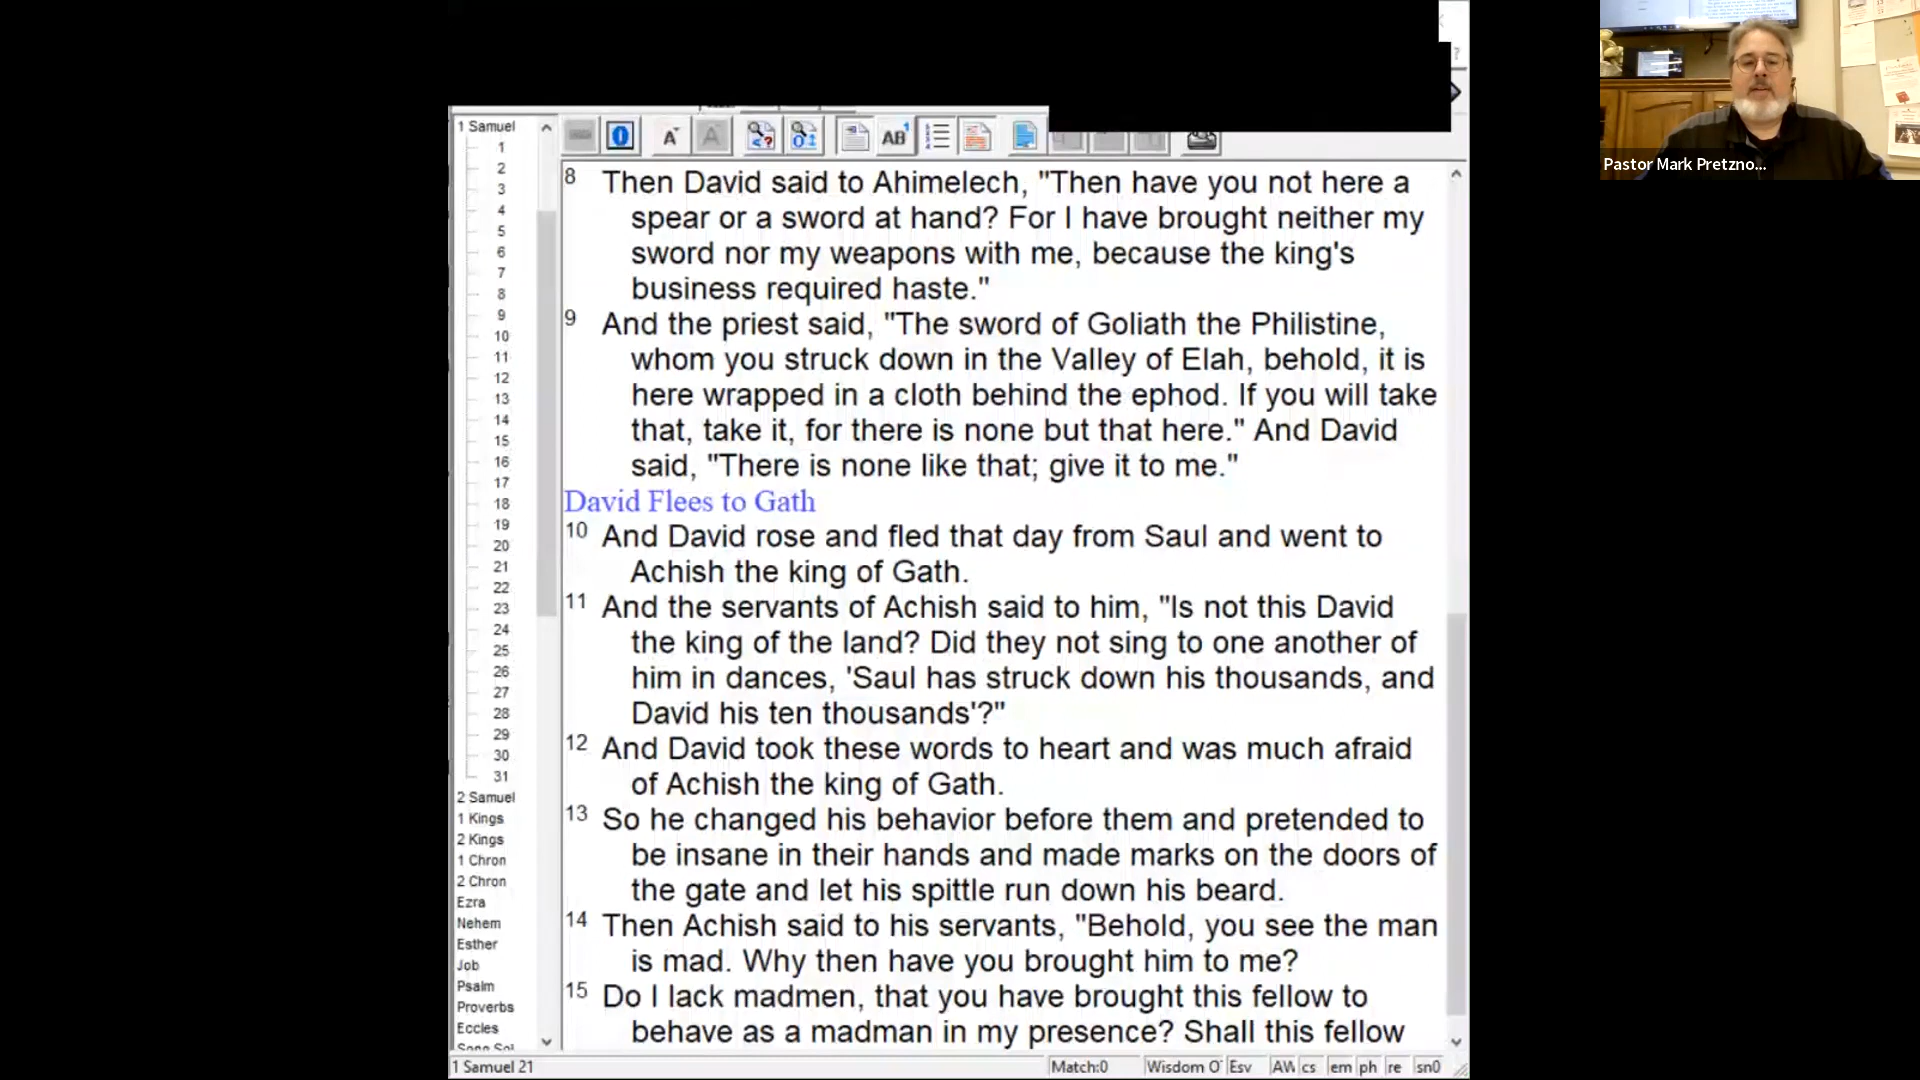 1 Samuel
1
2
3
4
5
6
7
8
9
10
11
12
13
14
15
16
17
18
19
20
21
22
23
24
25
26
27
28
29
30
31
2 Samuel
1 Kings
2 Kings
1 Chron
2 Chron
Ezra
Nehem
Esther
Job
Psalm
Proverbs
Eccles
Song Sol
AB1
8 Then David said to Ahimelech, "Then have you not here a
spear or a sword at hand? For I have brought neither my
sword nor my weapons with me, because the king's
business required haste."
9 And the priest said, "The sword of Goliath the Philistine,
whom you struck down in the Valley of Elah, behold, it is
here wrapped in a cloth behind the ephod. If you will take
that, take it, for there is none but that here." And David
said, "There is none like that; give it to me."
David Flees to Gath
10 And David rose and fled that day from Saul and went to
Achish the king of Gath.
11 And the servants of Achish said to him, "Is not this David
the king of the land? Did they not sing to one another of
him in dances, 'Saul has struck down his thousands, and
David his ten thousands'?"
12 And David took these words to heart and was much afraid
of Achish the king of Gath.
13 So he changed his behavior before them and pretended to
be insane in their hands and made marks on the doors of
the gate and let his spittle run down his beard.
14 Then Achish said to his servants, "Behold, you see the man
is mad. Why then have you brought him to me?
15 Do I lack madmen, that you have brought this fellow to
behave as a madman in my presence? Shall this fellow
1 Samuel 21
Match:0
Wisdom O
Esv
AW cs em ph re sn0
Pastor Mark Pretzno...